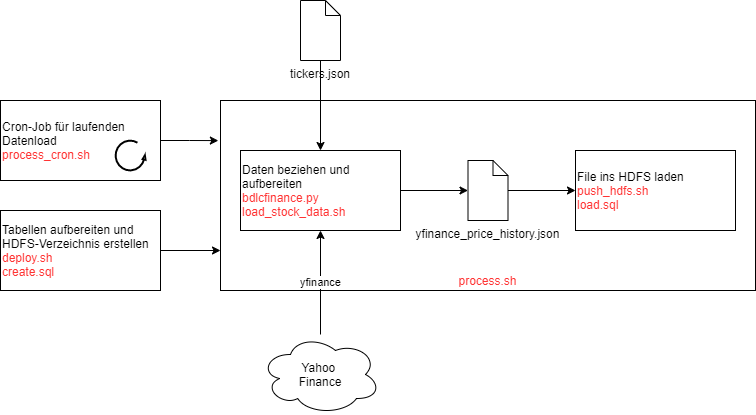 tickers.json
Cron-Job für laufenden
Datenload
process_cron.sh
Tabellen aufbereiten und
HDFS-Verzeichnis erstellen
deploy.sh
create.sql
Daten beziehen und
aufbereiten
bdlcfinance.py
load_stock_data.sh
yfinance_price_history.json
File ins HDFS laden
push_hdfs.sh
load.sql
yfinance
process.sh
Yahoo
Finance